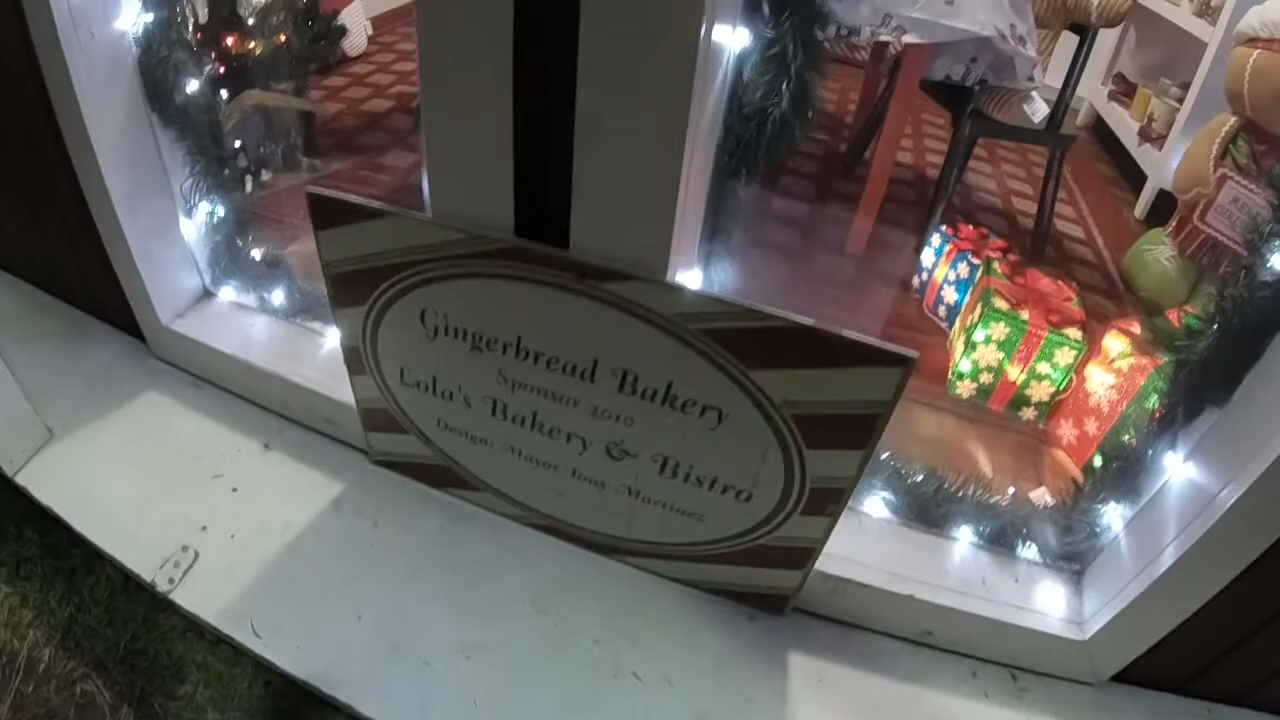 Gingerbread Bakery
Sponsor 2010
Lola's Bakery & Bistro
Design: Mayor Tony Martinez